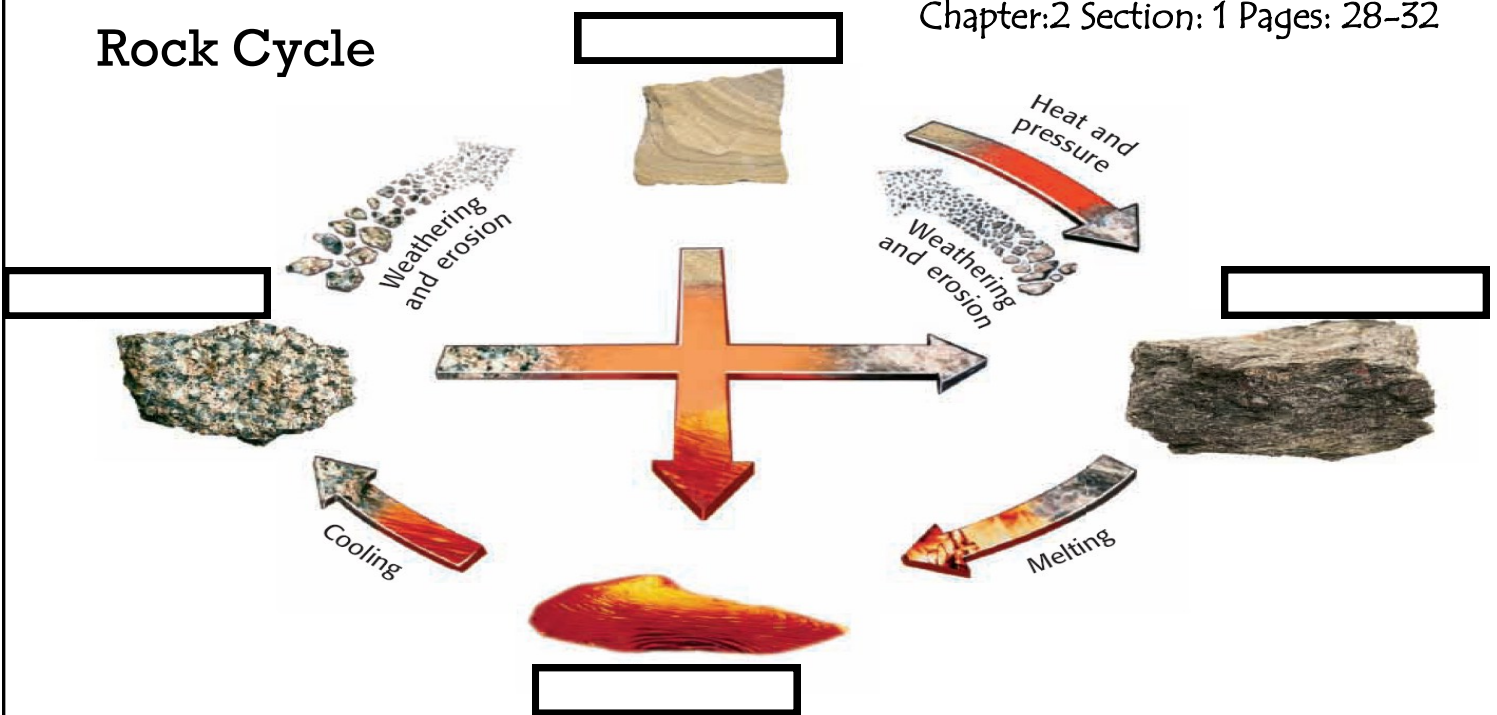 Chapter:2 Section: 1 Pages: 28-32
Rock Cycle
Heat and
pressure
Weathering
and erosion
Weathering
and erosion
Cooling
Melting